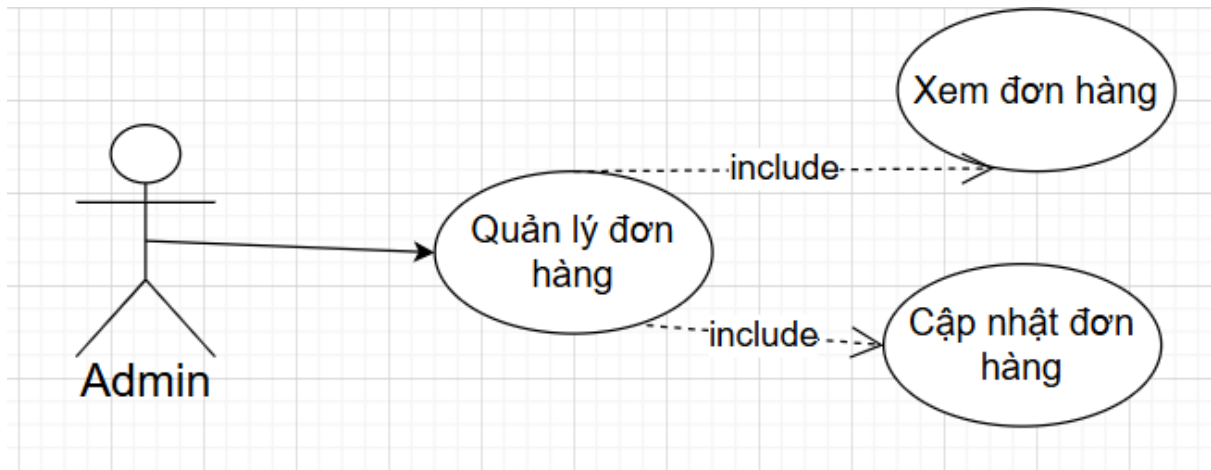 Xem đơn hàng
include
Quản lý đơn
hàng
include
Cập nhật đơn
hàng
Admin